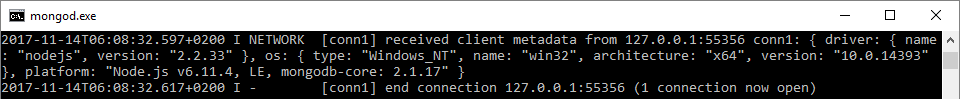 mongod.exe
2017-11-14T06:08:32.597+0200 I NETWORK  [conn1] received client metadata from 127.0.0.1:55356 conn1: { driver: { name
: "nodejs", version: "2.2.33" }, os: { type: "Windows_NT", name: "win32", architecture: "x64", version: "10.0.14393"
}, platform: "Node.js v6.11.4, LE, mongodb-core: 2.1.17" }
2017-11-14T06:08:32.617+0200 I -        [conn1] end connection 127.0.0.1:55356 (1 connection now open)